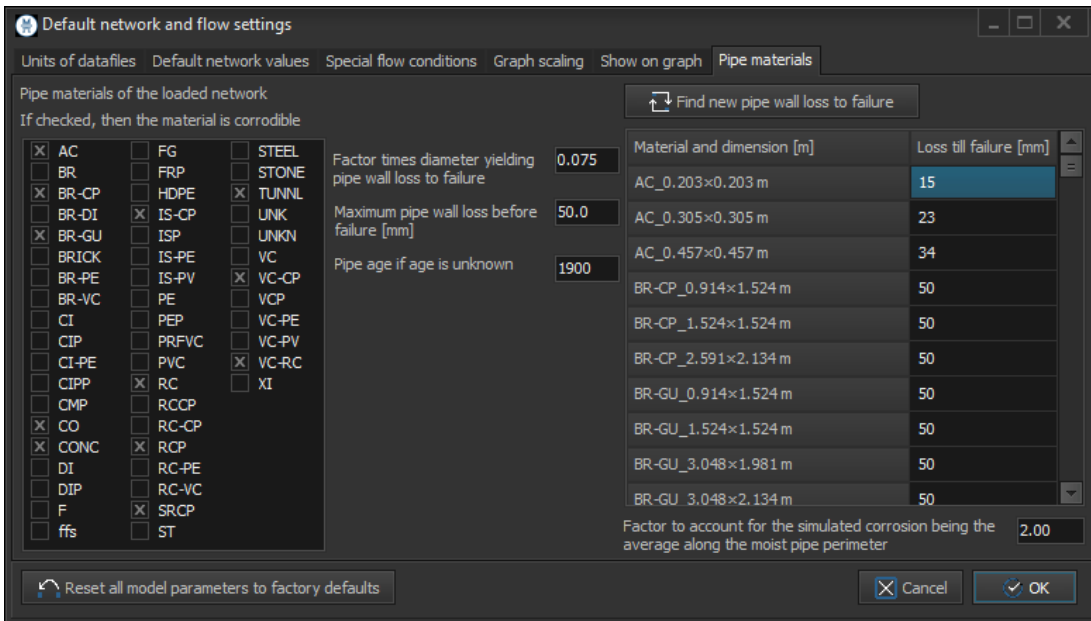 Default network and flow settings
Units of datafiles Default network values Special flow conditions Graph scaling Show on graph Pipe materials
Pipe materials of the loaded network
If checked, then the material is corrodible
AC
BR
BR-CP
BR-DI
BR-GU
BRICK
BR-PE
BR-VC
CI
CIP
CI-PE
CIPP
CMP
CO
CONC
DI
DIP
F
ffs
FG
FRP
HDPE
IS-CP
ISP
IS-PE
IS-PV
PE
PEP
PRFVC
PVC
RC
RCCP
RC-CP
RCP
RC-PE
RC-VC
SRCP
ST
STEEL
STONE
TUNNL
UNK
UNKN
VC
VC-CP
VCP
VC-PE
VC-PV
VC-RC
XI
Factor times diameter yielding
pipe wall loss to failure
0.075
Maximum pipe wall loss before
failure [mm]
50.0
Pipe age if age is unknown
1900
Find new pipe wall loss to failure
Material and dimension [m] Loss till failure [mm]
AC_0.203×0.203 m 15
AC_0.305×0.305 m 23
AC_0.457×0.457 m 34
BR-CP_0.914×1.524 m 50
BR-CP_1.524×1.524 m 50
BR-CP_2.591×2.134 m 50
BR-GU_0.914×1.524 m 50
BR-GU_1.524×1.524 m 50
BR-GU_3.048×1.981 m 50
BR-GU_3.048×2.134 m 50
Factor to account for the simulated corrosion being the
average along the moist pipe perimeter
2.00
Reset all model parameters to factory defaults
Cancel
OK